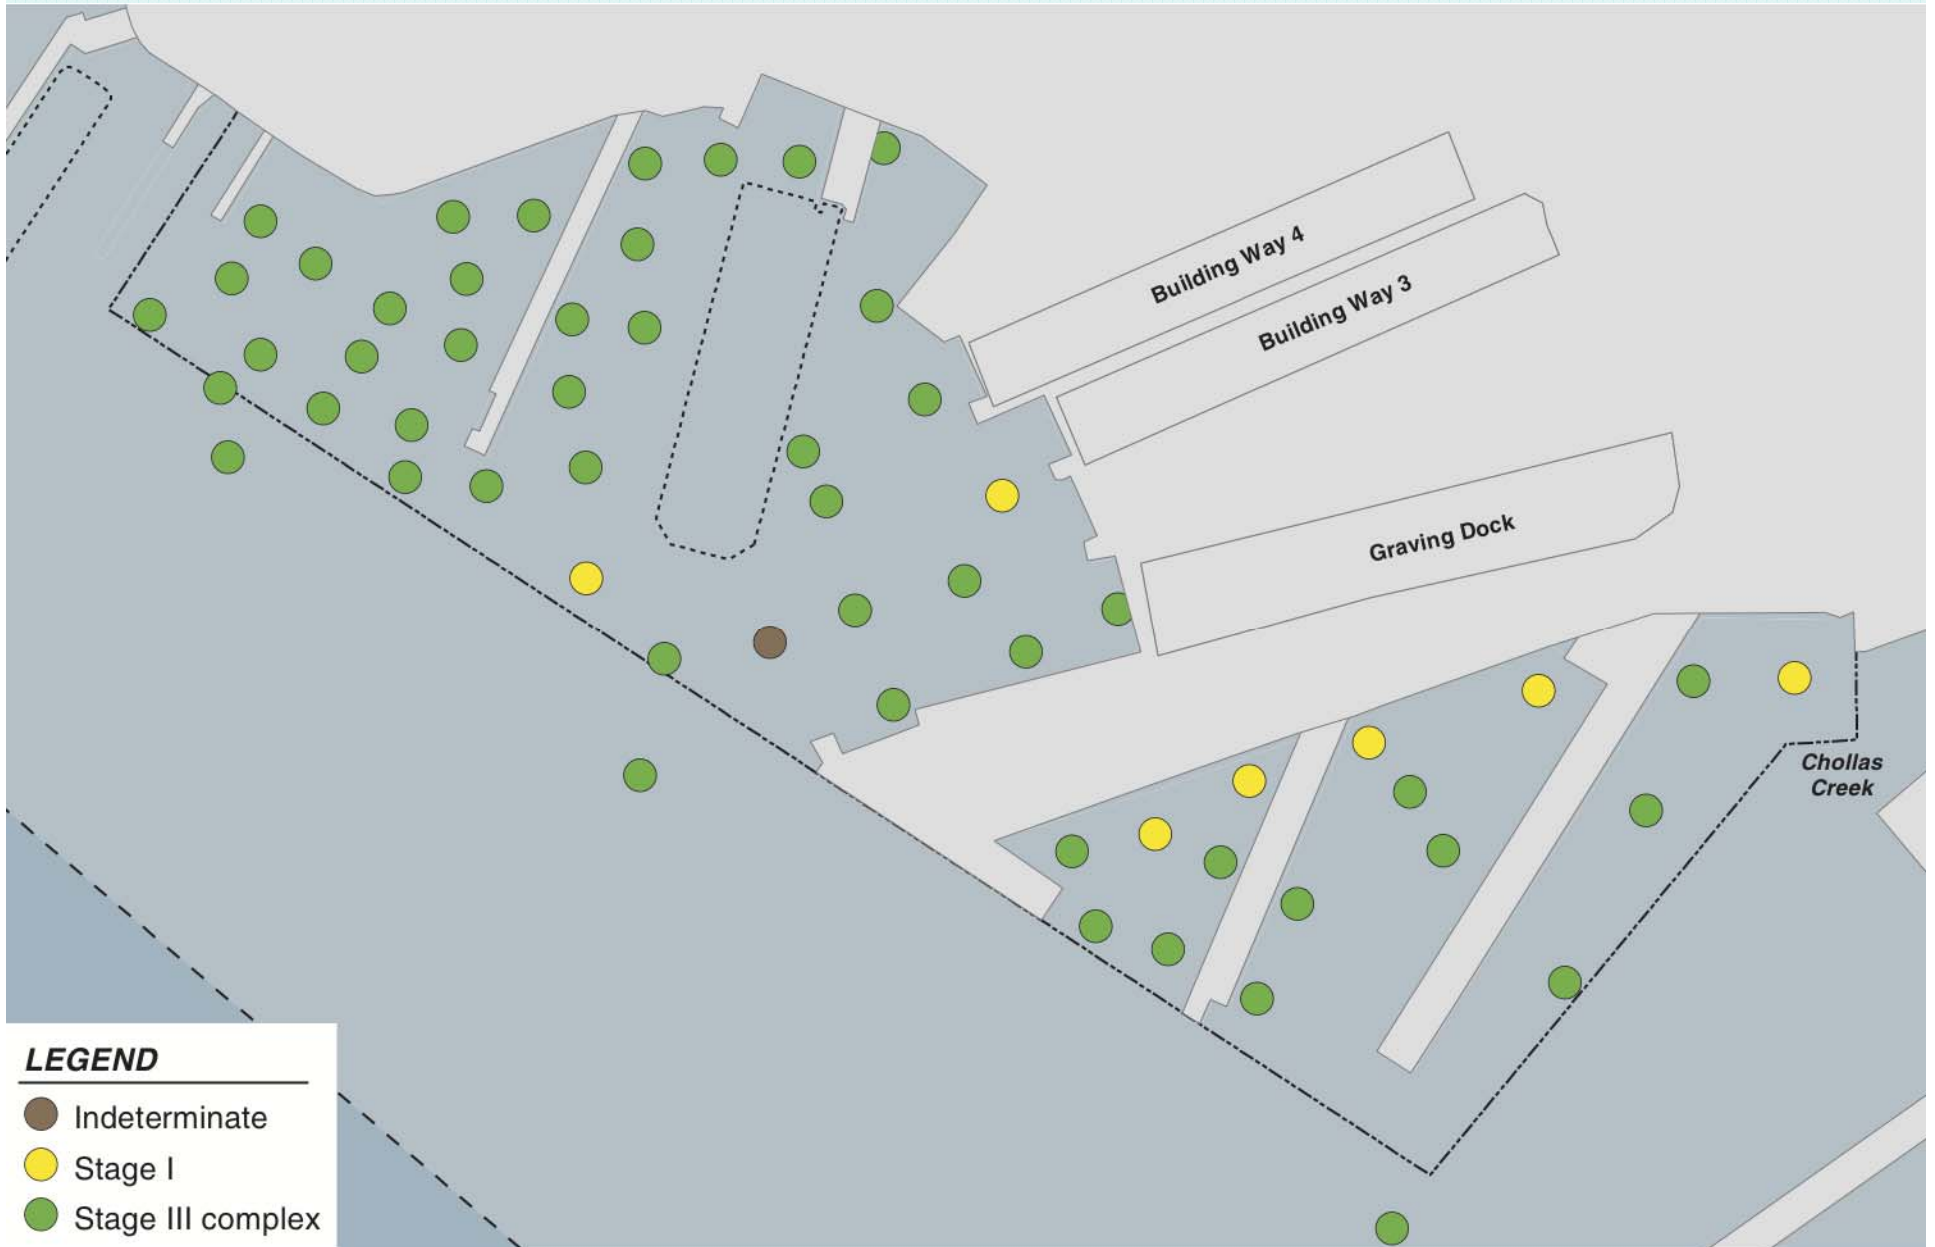 Building Way 4
Building Way 3
Graving Dock
Chollas
Creek
LEGEND
Indeterminate
Stage I
Stage III complex